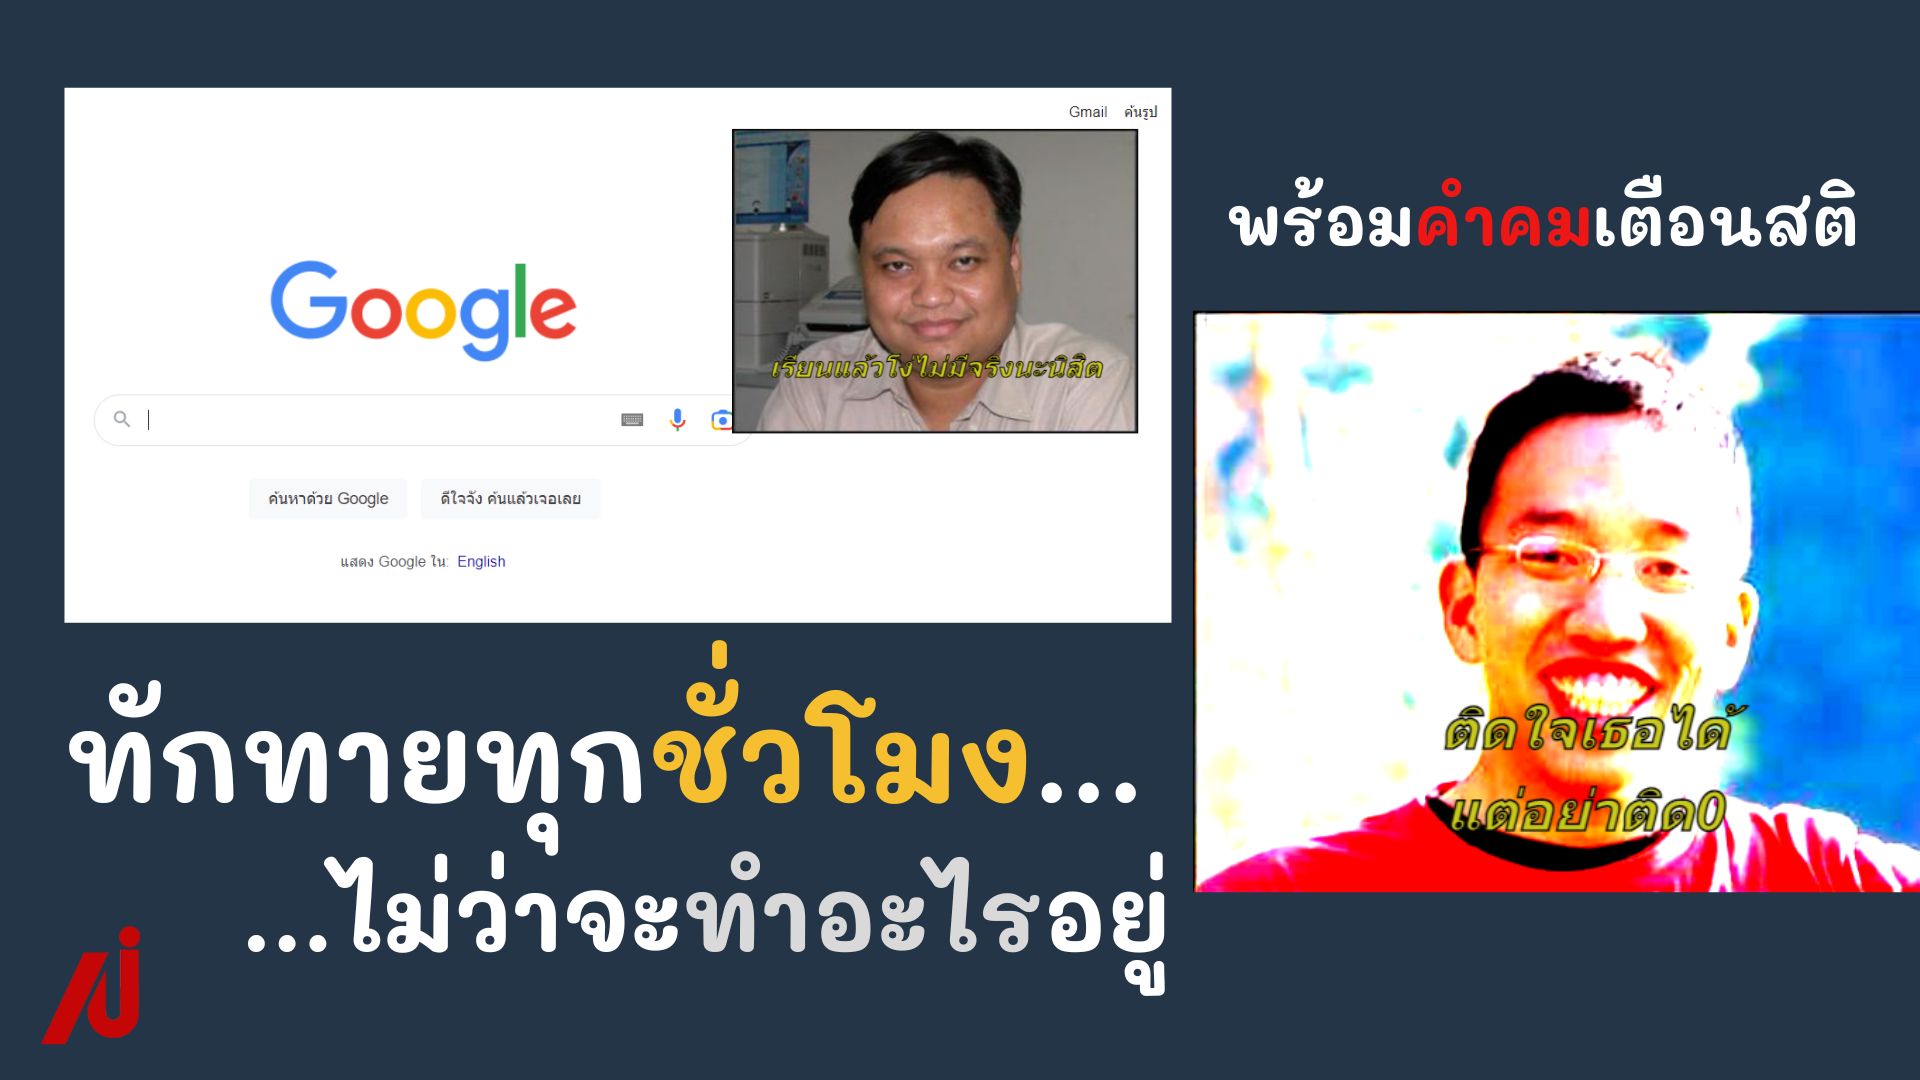 Gmail ค้นรูป
Google
เรียนแล้วโง่ไม่มีจริงนะนิสิต
ค้นหาด้วย Google
ดีใจจัง ค้นแล้วเจอเลย
แสดง Google ใน: English
พร้อมคำคมเตือนสติ
ติดใจเธอได้
แต่อย่าติด0
ทักทายทุกชั่วโมง...
...ไม่ว่าจะทำอะไรอยู่